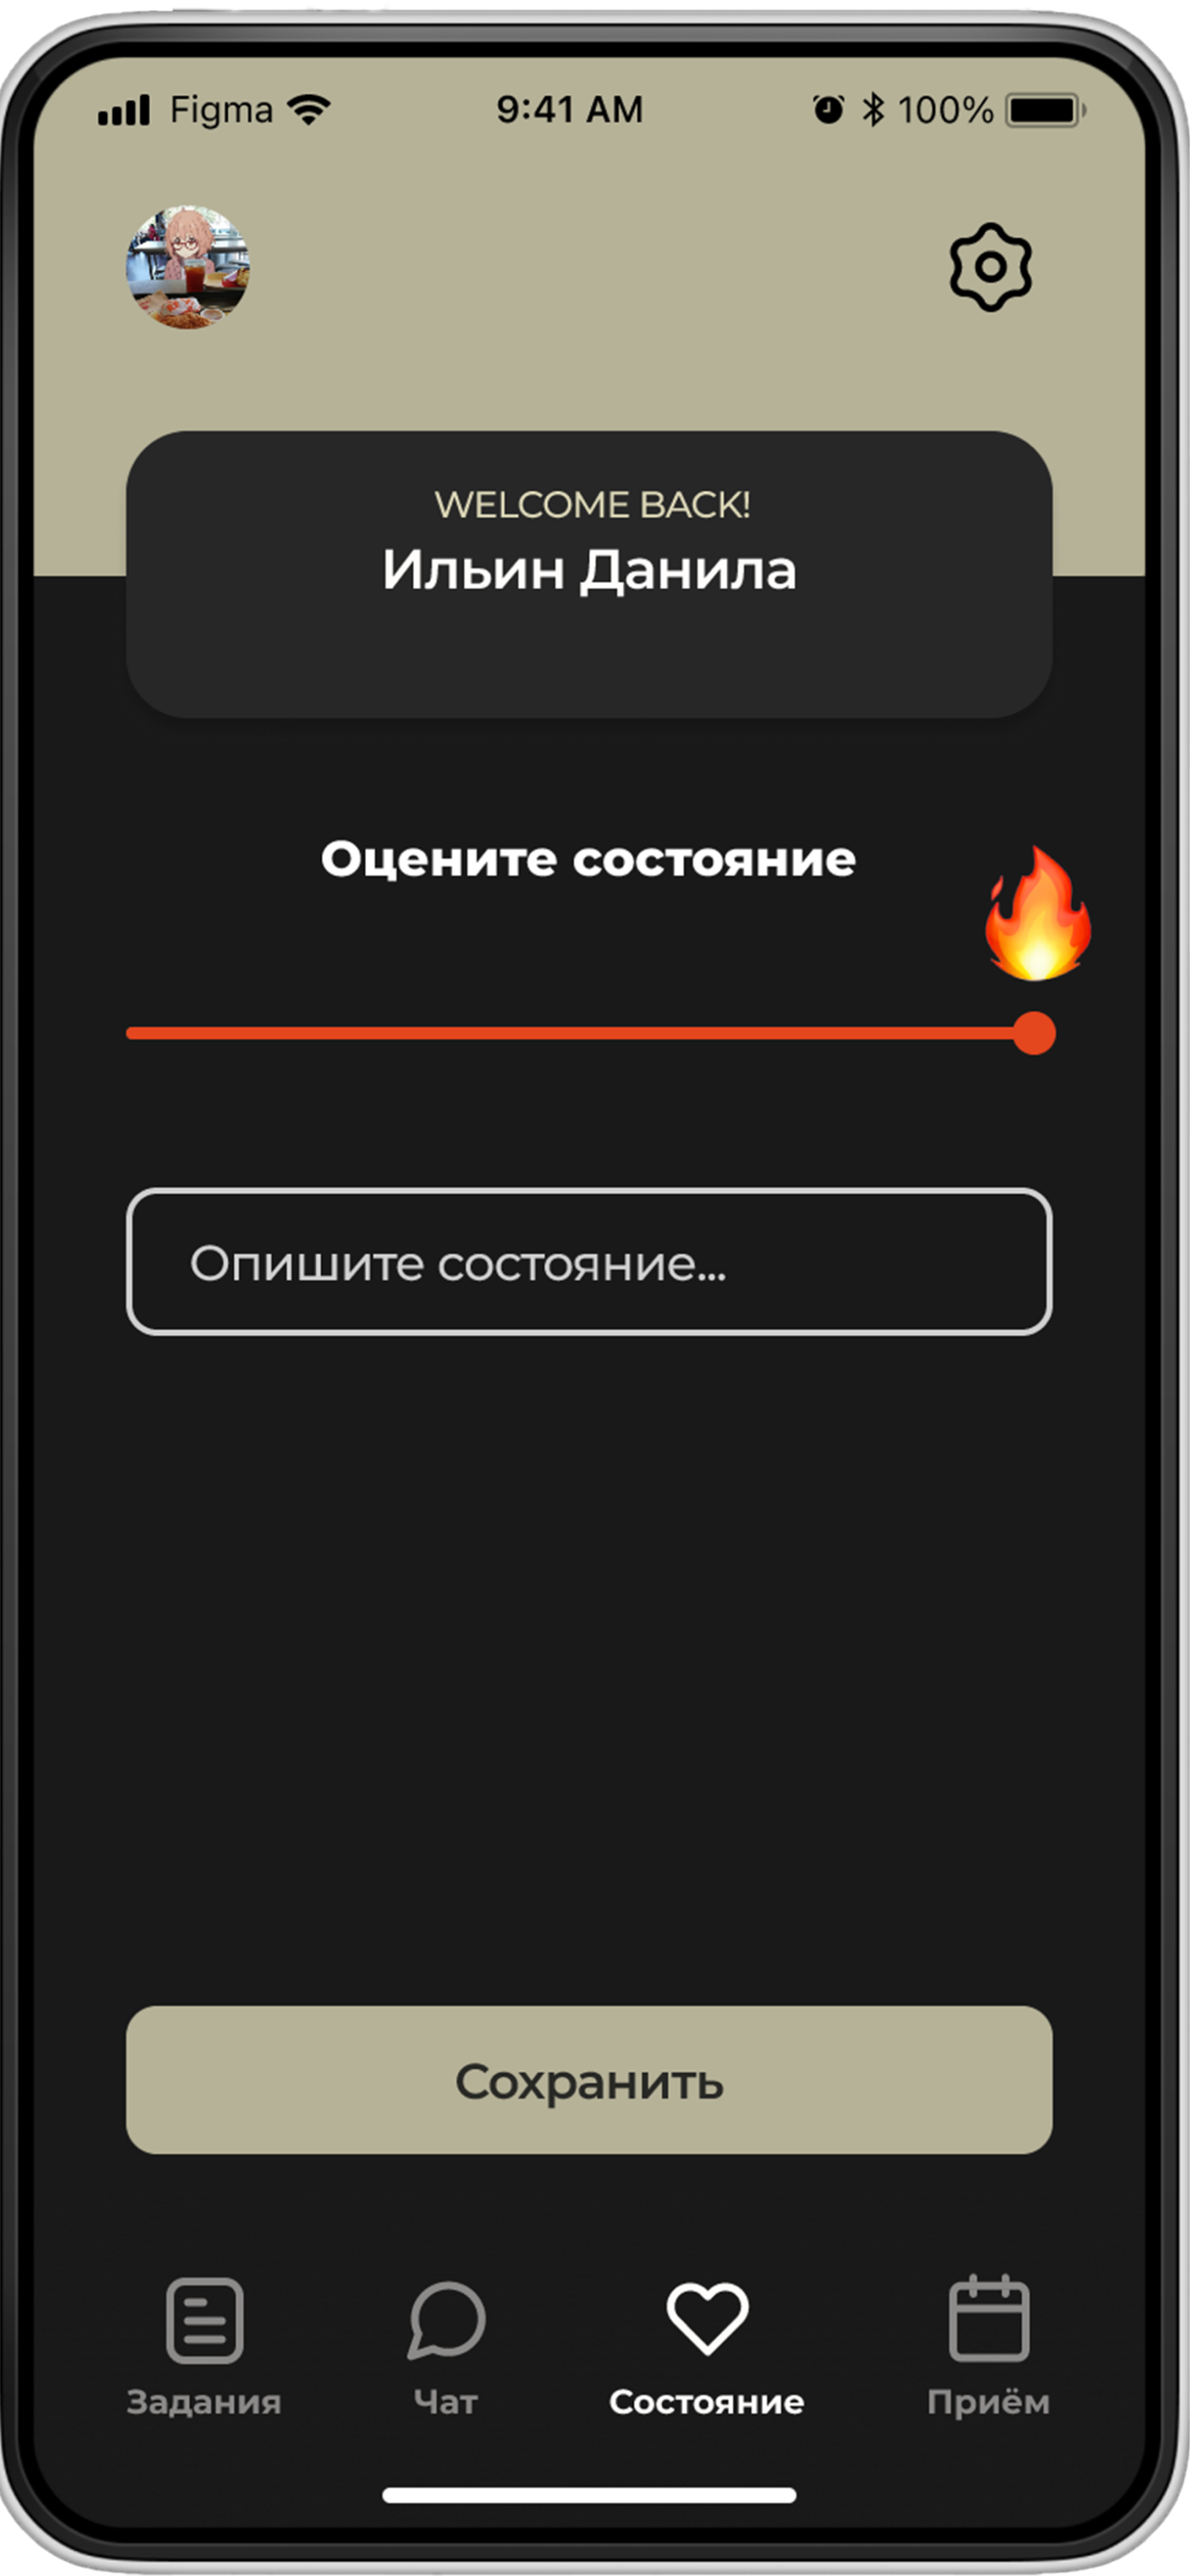 Figma 9:41 AM 100%
WELCOME BACK!
Ильин Данила
Оцените состояние
Опишите состояние...
Сохранить
Задания Чат Состояние Приём